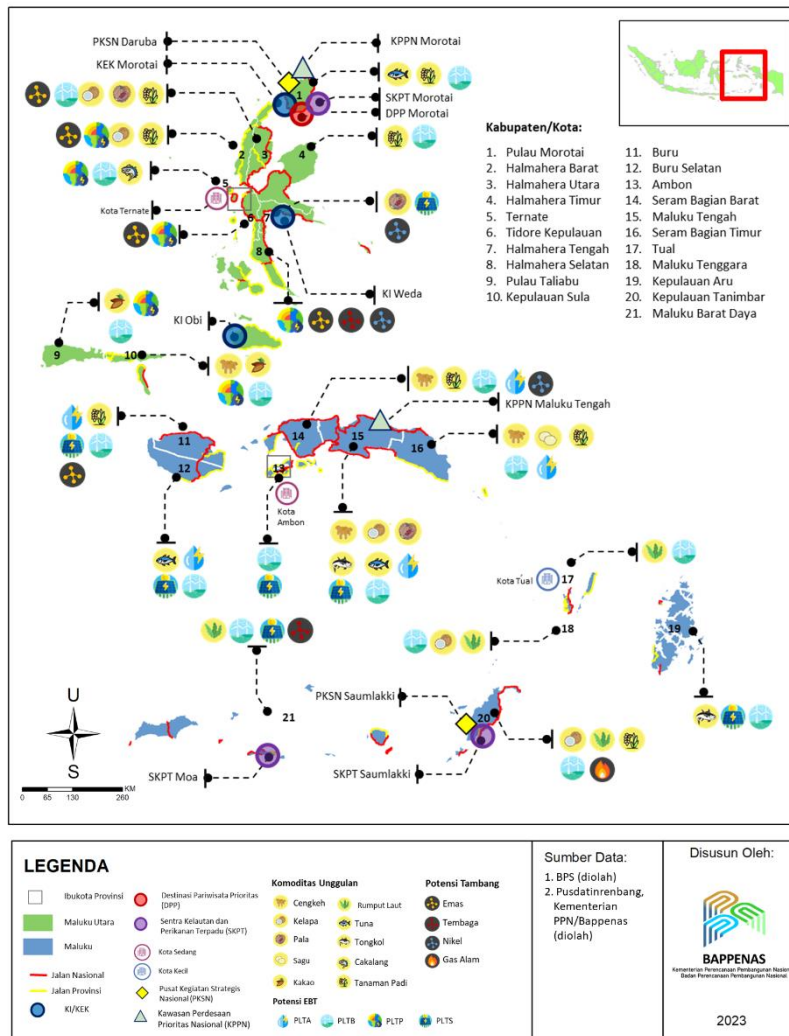 PKSN Daruba
KPPN Morotai
KEK Morotai
SKPT Morotai
DPP Morotai
1
2
3
4
5
Kota Ternate
6
7
8
KI Weda
KI Obi
9
10
Kabupaten/Kota:
1. Pulau Morotai
2. Halmahera Barat
3. Halmahera Utara
4. Halmahera Timur
5. Ternate
6. Tidore Kepulauan
7. Halmahera Tengah
8. Halmahera Selatan
9. Pulau Taliabu
10. Kepulauan Sula
11. Buru
12. Buru Selatan
13. Ambon
14. Seram Bagian Barat
15. Maluku Tengah
16. Seram Bagian Timur
17. Tual
18. Maluku Tenggara
19. Kepulauan Aru
20. Kepulauan Tanimbar
21. Maluku Barat Daya
KPPN Maluku Tengah
11
12
13
14
15
16
Kota
Ambon
Kota Tual
17
18
19
PKSN Saumlakki
20
21
SKPT Moa
SKPT Saumlakki
U
S
0 65 130 260
KM
LEGENDA
Ibukota Provinsi
Maluku Utara
Maluku
Jalan Nasional
Jalan Provinsi
KI/KEK
Destinasi Pariwisata Prioritas
(DPP)
Sentra Kelautan dan
Perikanan Terpadu (SKPT)
Kota Sedang
Kota Kecil
Pusat Kegiatan Strategis
Nasional (PKSN)
Kawasan Perdesaan
Prioritas Nasional (KPPN)
Komoditas Unggulan
Cengkeh
Kelapa
Pala
Sagu
Kakao
Rumput Laut
Tuna
Tongkol
Cakalang
Tanaman Padi
Potensi EBT
PLTA
PLTB
PLTP
PLTS
Potensi Tambang
Emas
Tembaga
Nikel
Gas Alam
Sumber Data:
1. BPS (diolah)
2. Pusdatinrenbang,
Kementerian
PPN/Bappenas
(diolah)
Disusun Oleh:
BAPPENAS
Kementerian Perencanaan Pembangunan Nasional/
Badan Perencanaan Pembangunan Nasional
2023